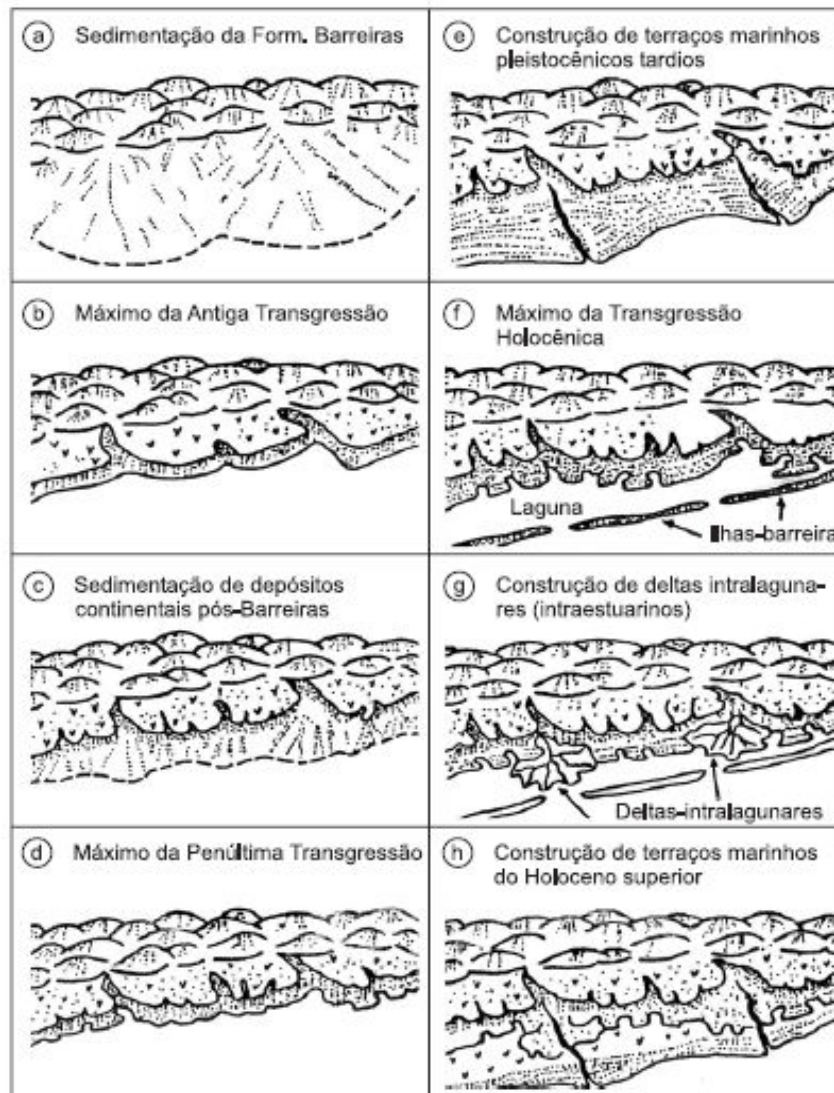 a Sedimentação da Form. Barreiras
b Máximo da Antiga Transgressão
c Sedimentação de depósitos
continentais pós-Barreiras
d Máximo da Penúltima Transgressão
e Construção de terraços marinhos
pleistocênicos tardios
f Máximo da Transgressão
Holocênica
Laguna
Ilhas-barreira
g Construção de deltas intralaguna-
res (intraestuarinos)
Deltas-intralagunares
h Construção de terraços marinhos
do Holoceno superior